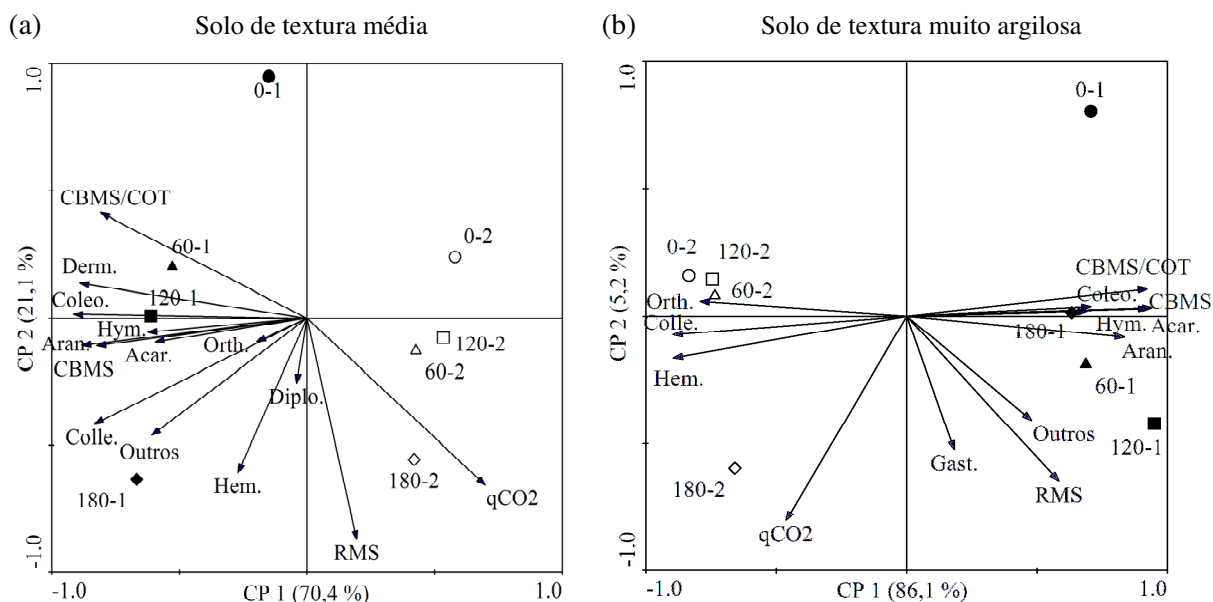 (a) Solo de textura média
1.0
0-1
CBMS/COT
60-1
0-2
Derm.
Coleo.
120-1
Hym.
Aran.
Acar.
Orth.
CBMS
120-2
60-2
Diplo.
Colle.
Outros
Hem.
180-1
180-2
qCO2
RMS
CP 2 (21,1 %)
-1.0
-1.0 CP 1 (70,4 %) 1.0
(b) Solo de textura muito argilosa
1.0
0-1
0-2
120-2
60-2
Orth.
Colle.
Hem.
CBMS/COT
Coleo.
CBMS
180-1
Hym.
Acar.
Aran.
60-1
Outros
120-1
Gast.
RMS
180-2
qCO2
CP 2 (5,2 %)
-1.0
-1.0 CP 1 (86,1 %) 1.0